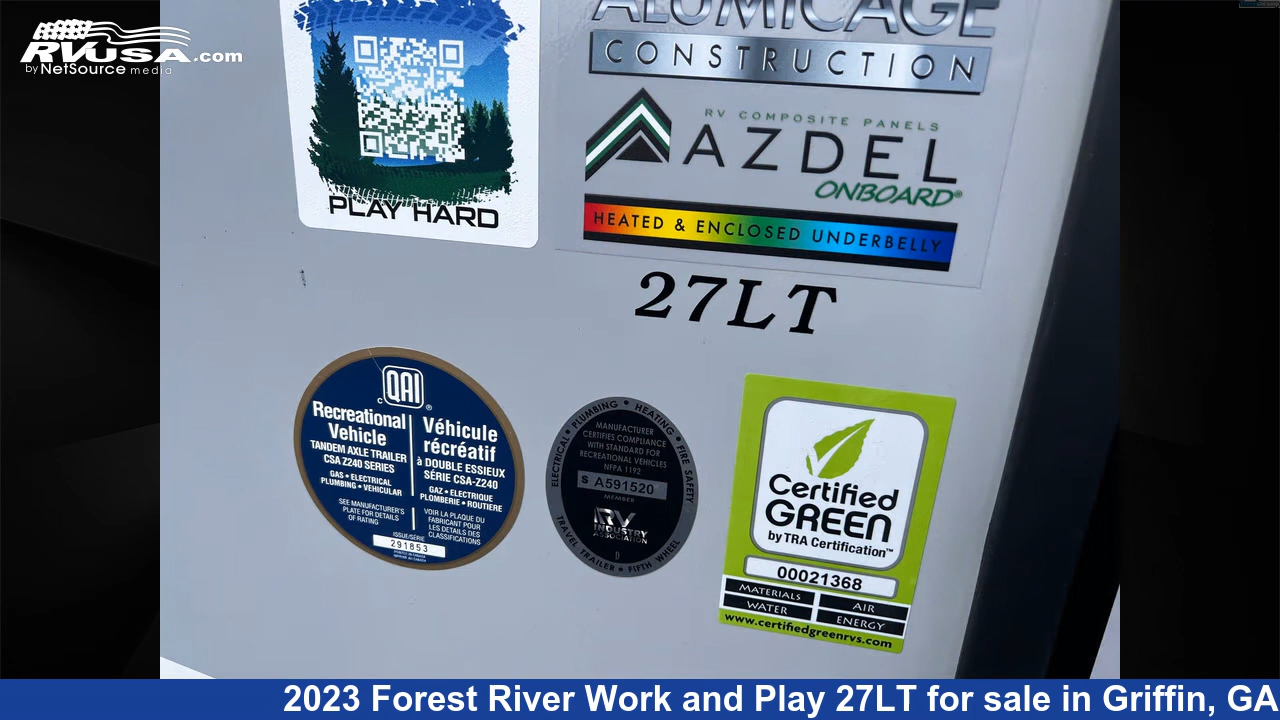 RVUSA.com
by NetSource media
PLAY HARD
ALUMICAGE
CONSTRUCTION
RV COMPOSITE PANELS
AZDEL
ONBOARD®
HEATED & ENCLOSED UNDERBELLY
27LT
QAI
C ®
Recreational
Vehicle
TANDEM AXLE TRAILER
CSA Z240 SERIES
GAS • ELECTRICAL
PLUMBING • VEHICULAR
SEE MANUFACTURER'S
PLATE FOR DETAILS
OF RATING
Véhicule
récréatif
à DOUBLE ESSIEUX
SÉRIE CSA-Z240
GAZ • ELECTRIQUE
PLOMBERIE • ROUTIERE
VOIR LA PLAQUE DU
FABRICANT POUR
LES DETAILS DES
CLASSIFICATIONS
ISSUE/SÉRIE
291853
ELECTRICAL • PLUMBING • HEATING • FIRE SAFETY
MANUFACTURER
CERTIFIES COMPLIANCE
WITH STANDARD FOR
RECREATIONAL VEHICLES
NFPA 1192
S A591520
MEMBER
RV
INDUSTRY
ASSOCIATION
D
TRAVEL TRAILER • FIFTH WHEEL
Certified
GREEN
by TRA Certification™
00021368
MATERIALS AIR
WATER ENERGY
www.certifiedgreenrvs.com
2023 Forest River Work and Play 27LT for sale in Griffin, GA